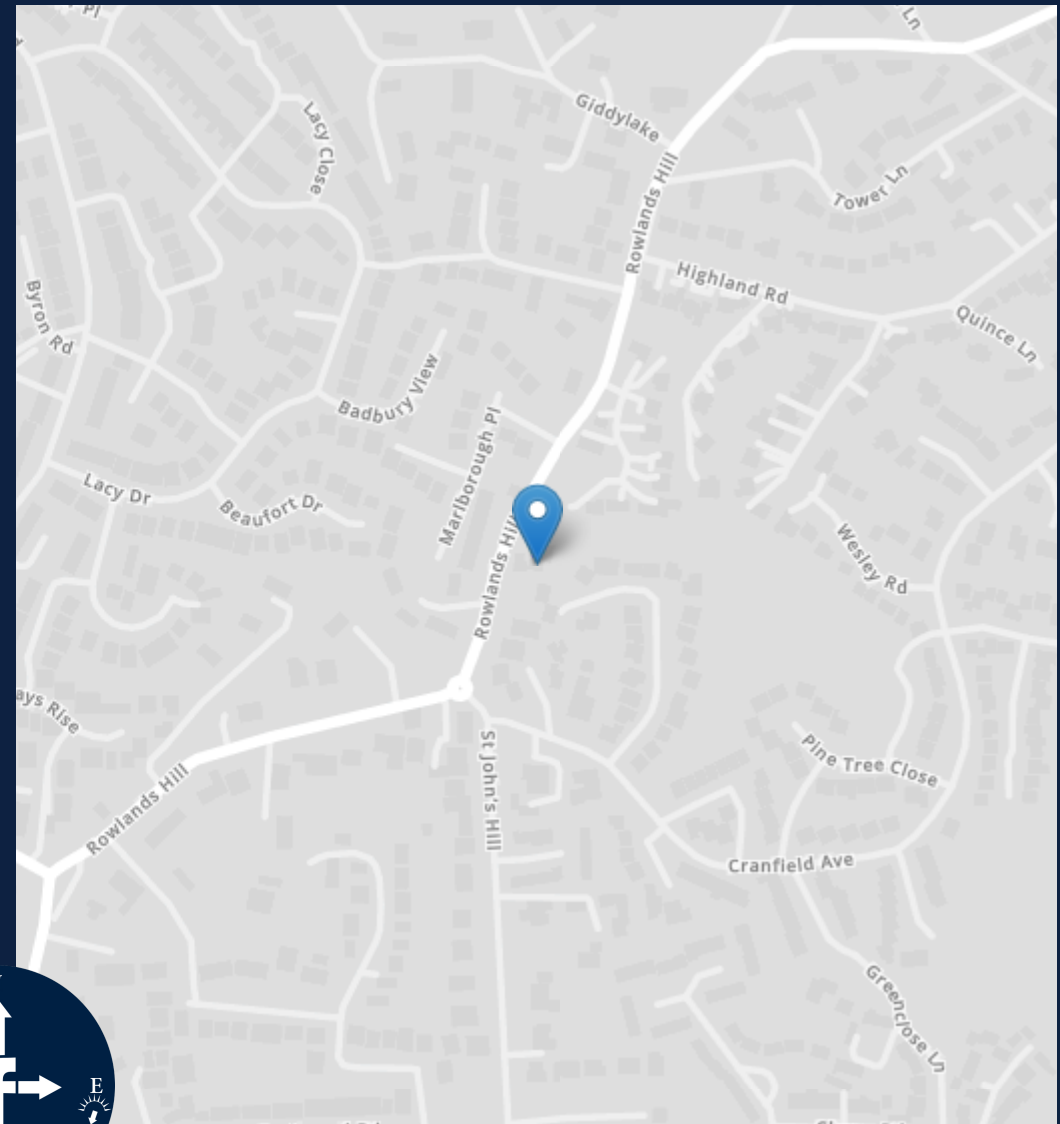 Pl
Ln
Giddylake
Lacy Close
Rowlands Hill
Tower Ln
Highland Rd
Byron Rd
Quince Ln
Badbury View
Marlborough Pl
Lacy Dr
Beaufort Dr
Rowlands Hill
Wesley Rd
ays Rise
St John's Hill
Pine Tree Close
Rowlands Hill
Cranfield Ave
Greenclose Ln
E